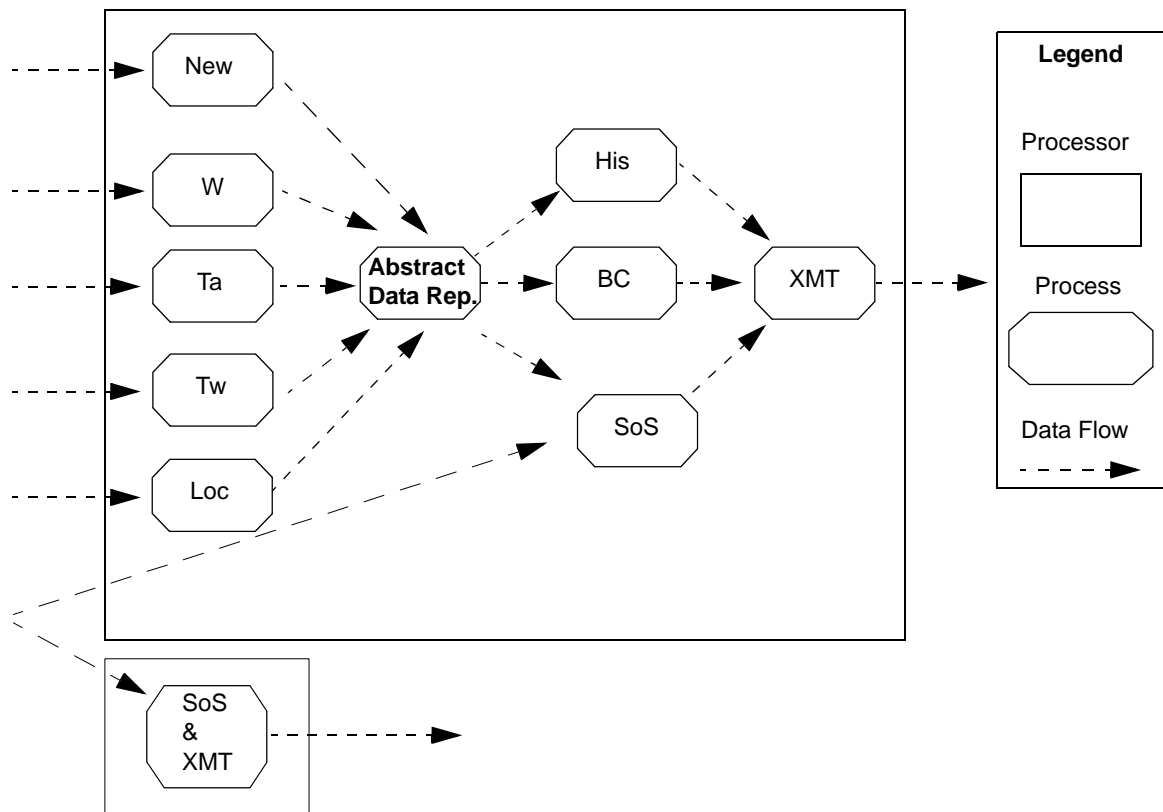 New
W
Ta
Tw
Loc
Abstract
Data Rep.
His
BC
SoS
XMT
SoS
&
XMT
Legend
Processor
Process
Data Flow